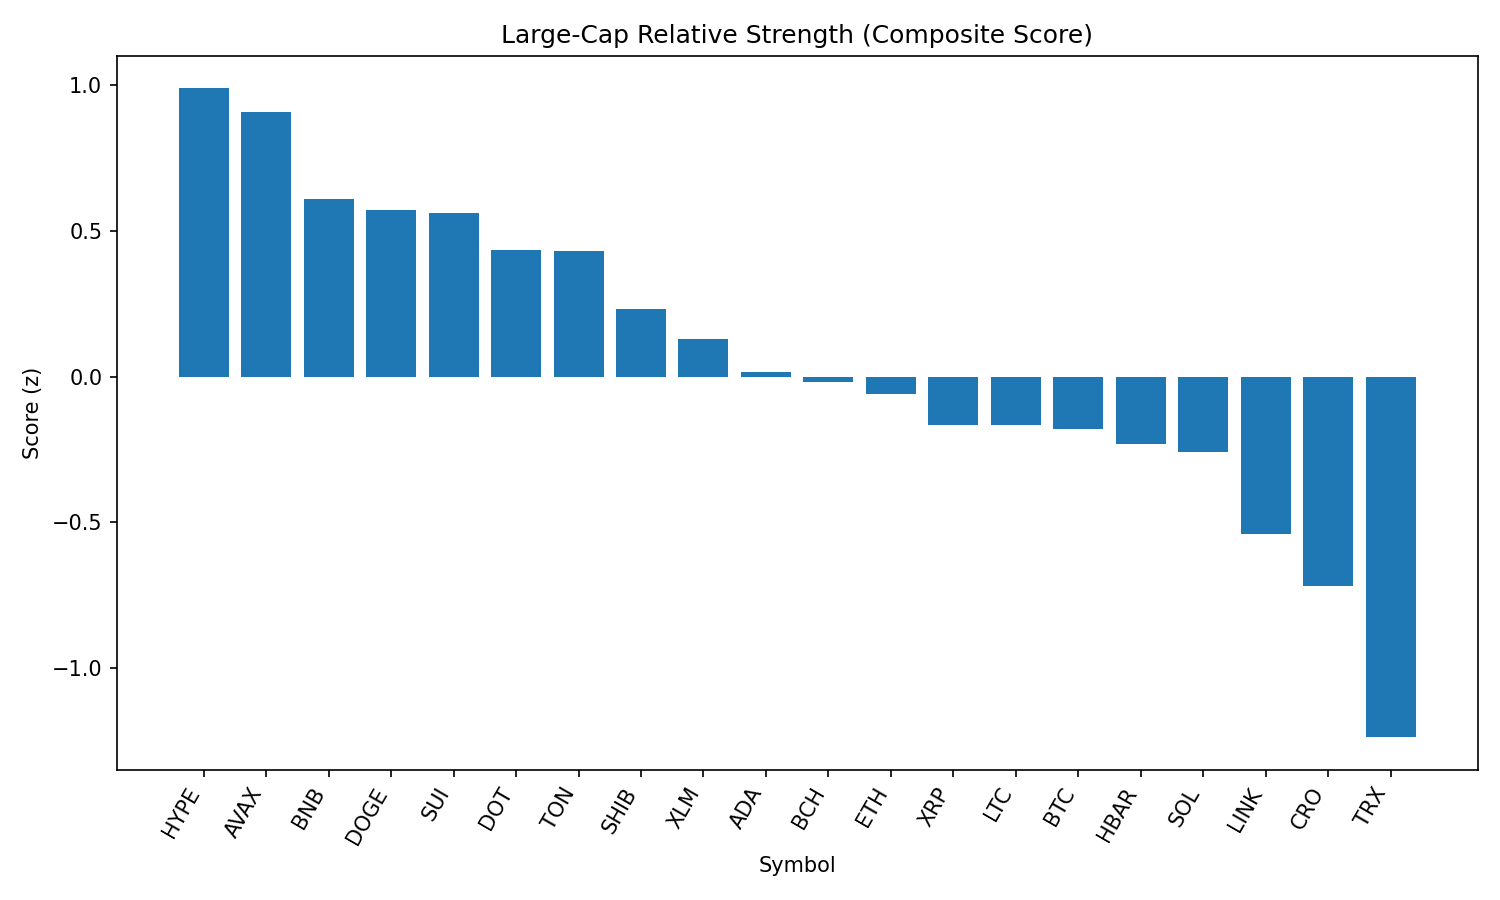 Large-Cap Relative Strength (Composite Score)
Score (z)
1.0
0.5
0.0
−0.5
−1.0
HYPE
AVAX
BNB
DOGE
SUI
DOT
TON
SHIB
XLM
ADA
BCH
ETH
XRP
LTC
BTC
HBAR
SOL
LINK
CRO
TRX
Symbol